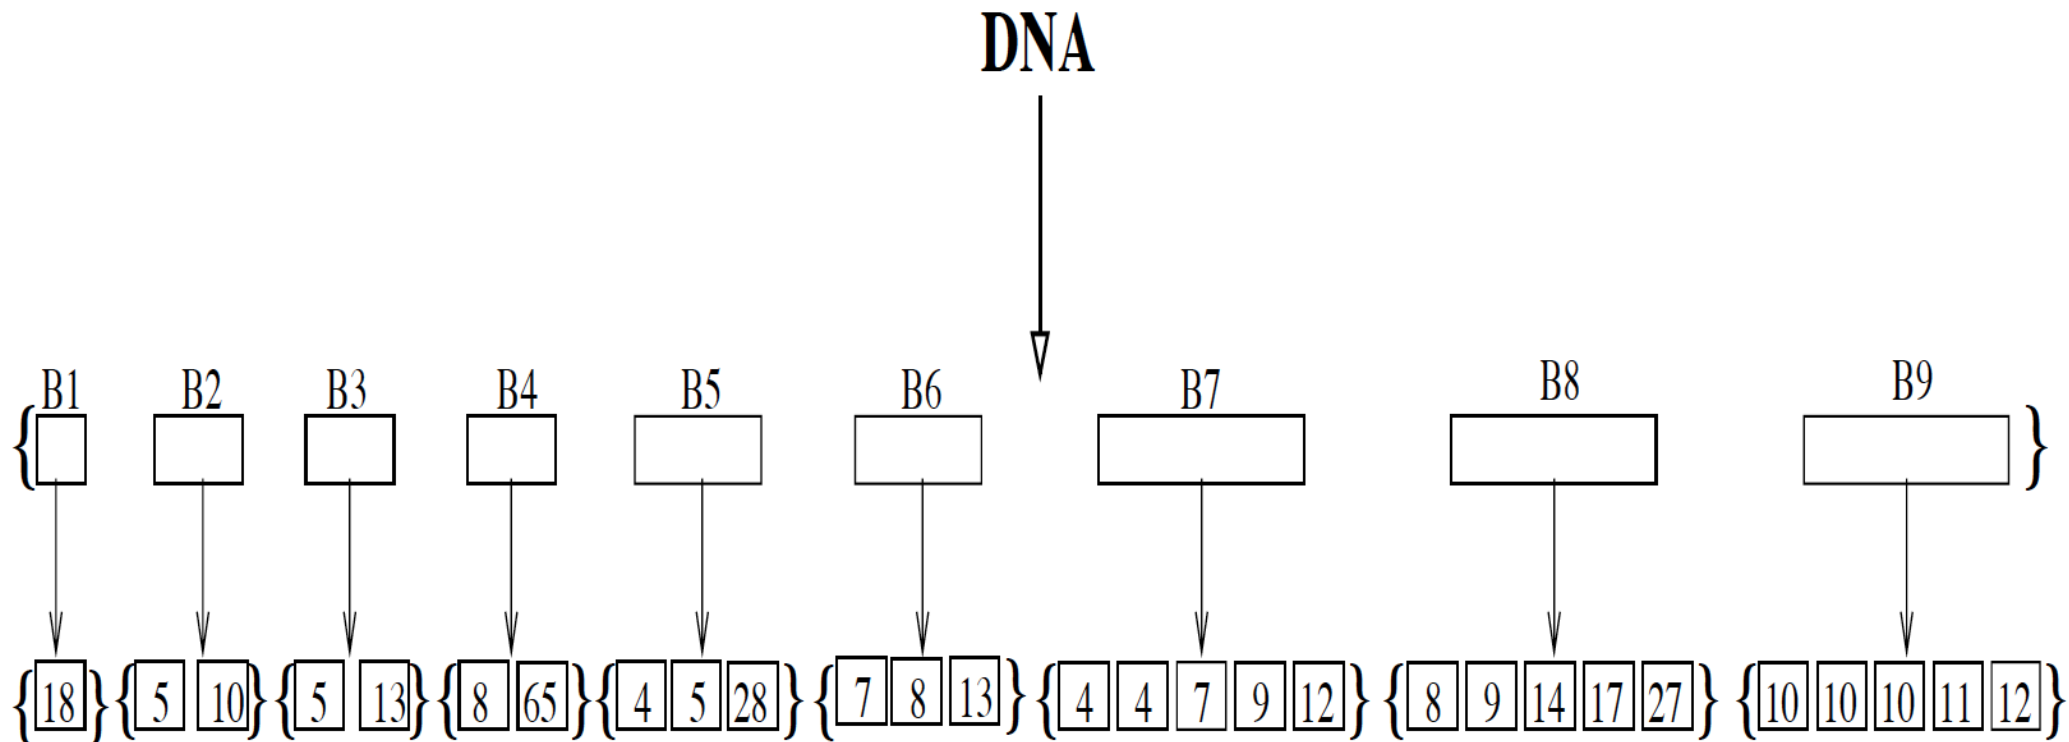 DNA
B1 B2 B3 B4 B5 B6 B7 B8 B9
{ }
{18} {5 10} {5 13} {8 65} {4 5 28} {7 8 13} {4 4 7 9 12} {8 9 14 17 27} {10 10 10 11 12}